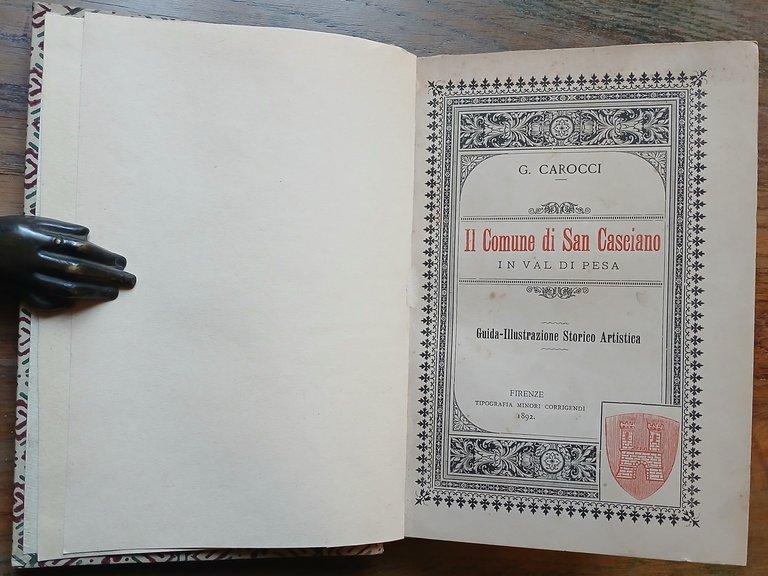 G. CAROCCI
Il Comune di San Casciano
IN VAL DI PESA
Guida-Illustrazione Storico Artistica
FIRENZE
TIPOGRAFIA MINORI CORRIGENDI
1892.